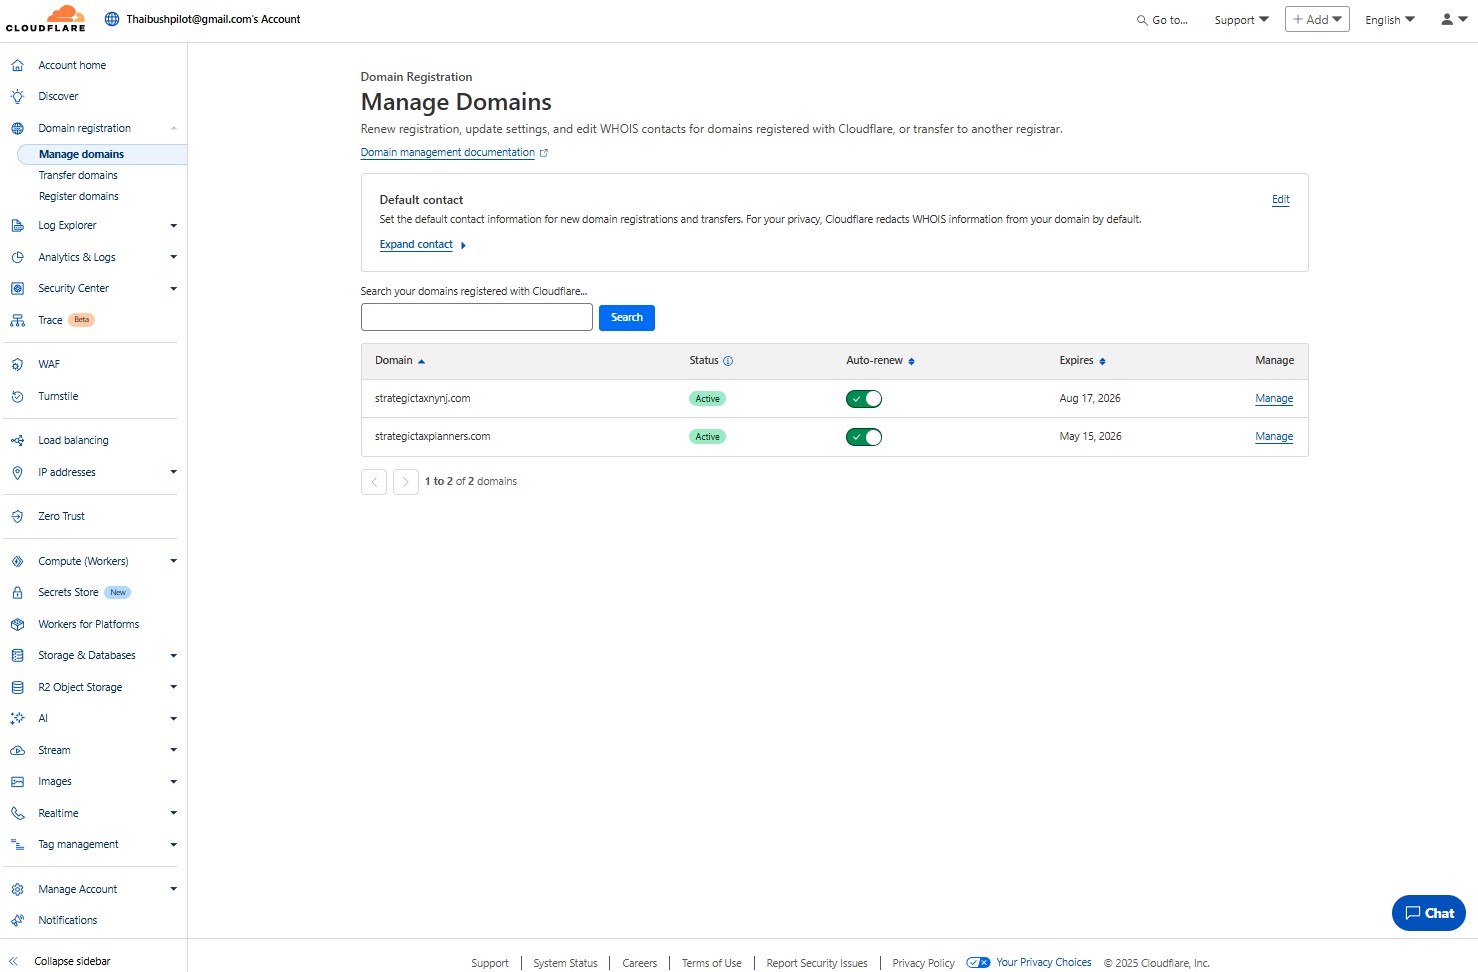 CLOUDFLARE
Thaibushpilot@gmail.com's Account
Go to...
Support
+ Add
English
Account home
Discover
Domain registration
Manage domains
Transfer domains
Register domains
Log Explorer
Analytics & Logs
Security Center
Trace Beta
WAF
Turnstile
Load balancing
IP addresses
Zero Trust
Compute (Workers)
Secrets Store New
Workers for Platforms
Storage & Databases
R2 Object Storage
AI
Stream
Images
Realtime
Tag management
Manage Account
Notifications
Collapse sidebar
Domain Registration
Manage Domains
Renew registration, update settings, and edit WHOIS contacts for domains registered with Cloudflare, or transfer to another registrar.
Domain management documentation
Default contact
Edit
Set the default contact information for new domain registrations and transfers. For your privacy, Cloudflare redacts WHOIS information from your domain by default.
Expand contact
Search your domains registered with Cloudflare...
Search
Domain Status Auto-renew Expires Manage
strategictaxnynj.com Active Aug 17, 2026 Manage
strategictaxplanners.com Active May 15, 2026 Manage
1 to 2 of 2 domains
Chat
Support System Status Careers Terms of Use Report Security Issues Privacy Policy Your Privacy Choices © 2025 Cloudflare, Inc.